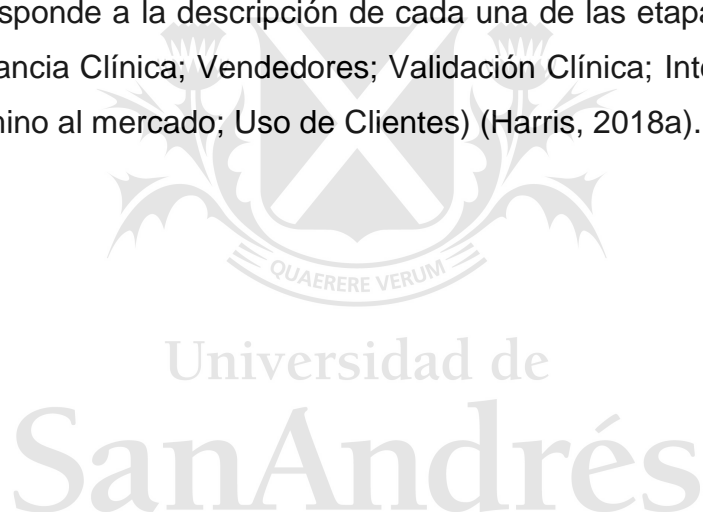 sponde a la descripción de cada una de las etapa
ancia Clínica; Vendedores; Validación Clínica; Int
ino al mercado; Uso de Clientes) (Harris, 2018a).
QUAERERE VERUM
Universidad de
SanAndrés